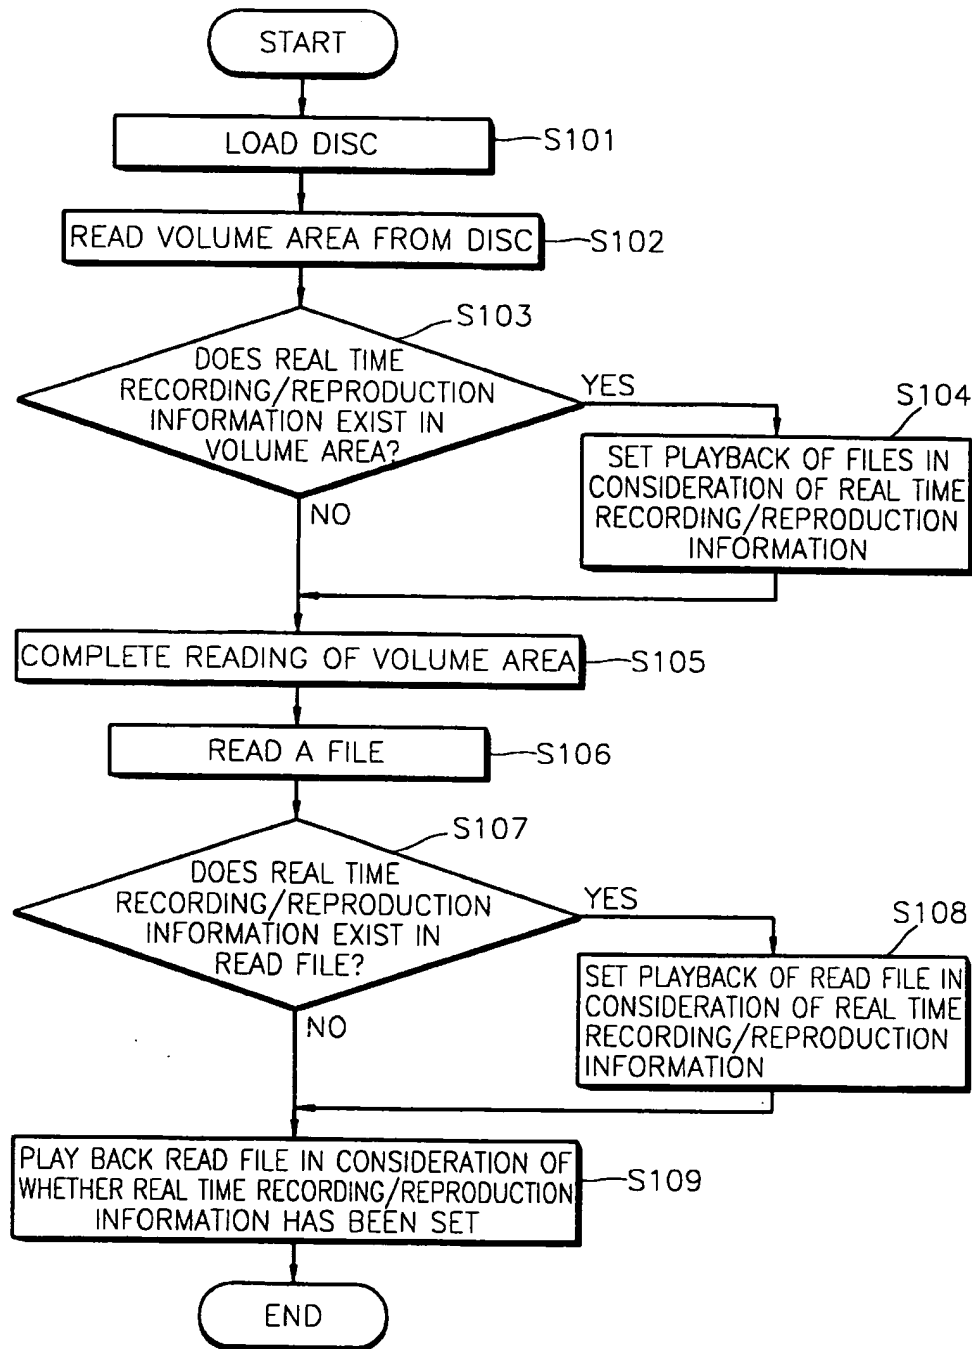 START
LOAD DISC
S101
READ VOLUME AREA FROM DISC
S102
S103
DOES REAL TIME
RECORDING/REPRODUCTION
INFORMATION EXIST IN
VOLUME AREA?
YES
NO
S104
SET PLAYBACK OF FILES IN
CONSIDERATION OF REAL TIME
RECORDING/REPRODUCTION
INFORMATION
COMPLETE READING OF VOLUME AREA
S105
READ A FILE
S106
S107
DOES REAL TIME
RECORDING/REPRODUCTION
INFORMATION EXIST IN
READ FILE?
YES
NO
S108
SET PLAYBACK OF READ FILE IN
CONSIDERATION OF REAL TIME
RECORDING/REPRODUCTION
INFORMATION
PLAY BACK READ FILE IN CONSIDERATION OF
WHETHER REAL TIME RECORDING/REPRODUCTION
INFORMATION HAS BEEN SET
S109
END